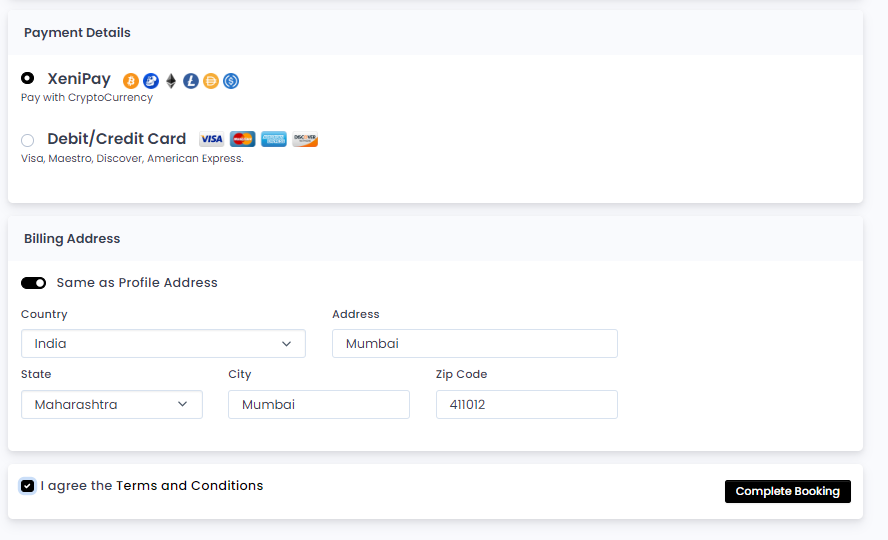 Payment Details
XeniPay
Pay with CryptoCurrency
Debit/Credit Card VISA
Visa, Maestro, Discover, American Express.
Billing Address
Same as Profile Address
Country Address
India Mumbai
State City Zip Code
Maharashtra Mumbai 411012
I agree the Terms and Conditions Complete Booking